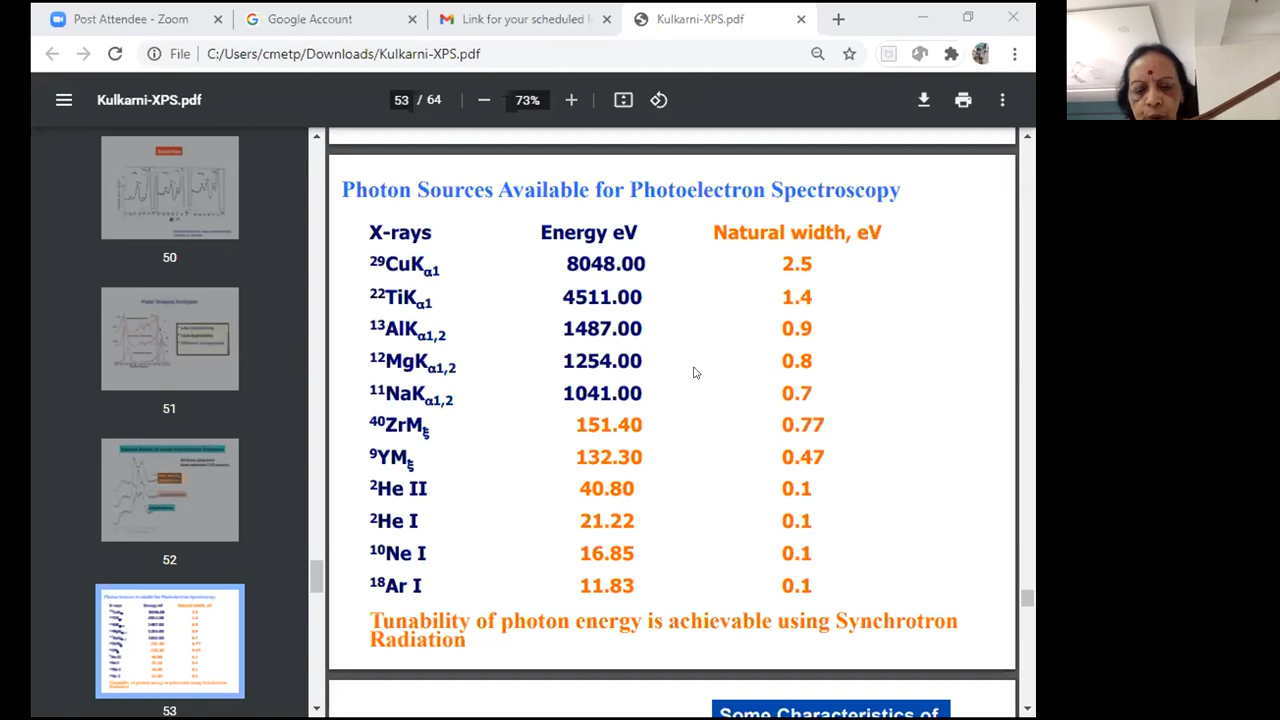 Post Attendee - Zoom
Google Account
Link for your scheduled
Kulkarni-XPS.pdf
File C:/Users/cmetp/Downloads/Kulkarni-XPS.pdf
Kulkarni-XPS.pdf
53 / 64
73%
50
51
52
53
Photon Sources Available for Photoelectron Spectroscopy
X-rays Energy eV Natural width, eV
²⁹CuKα1 8048.00 2.5
²²TiKα1 4511.00 1.4
¹³AlKα1,2 1487.00 0.9
¹²MgKα1,2 1254.00 0.8
¹¹NaKα1,2 1041.00 0.7
⁴⁰ZrMξ 151.40 0.77
⁹YMξ 132.30 0.47
²He II 40.80 0.1
²He I 21.22 0.1
¹⁰Ne I 16.85 0.1
¹⁸Ar I 11.83 0.1
Tunability of photon energy is achievable using Synchrotron
Radiation
Some Characteristics of